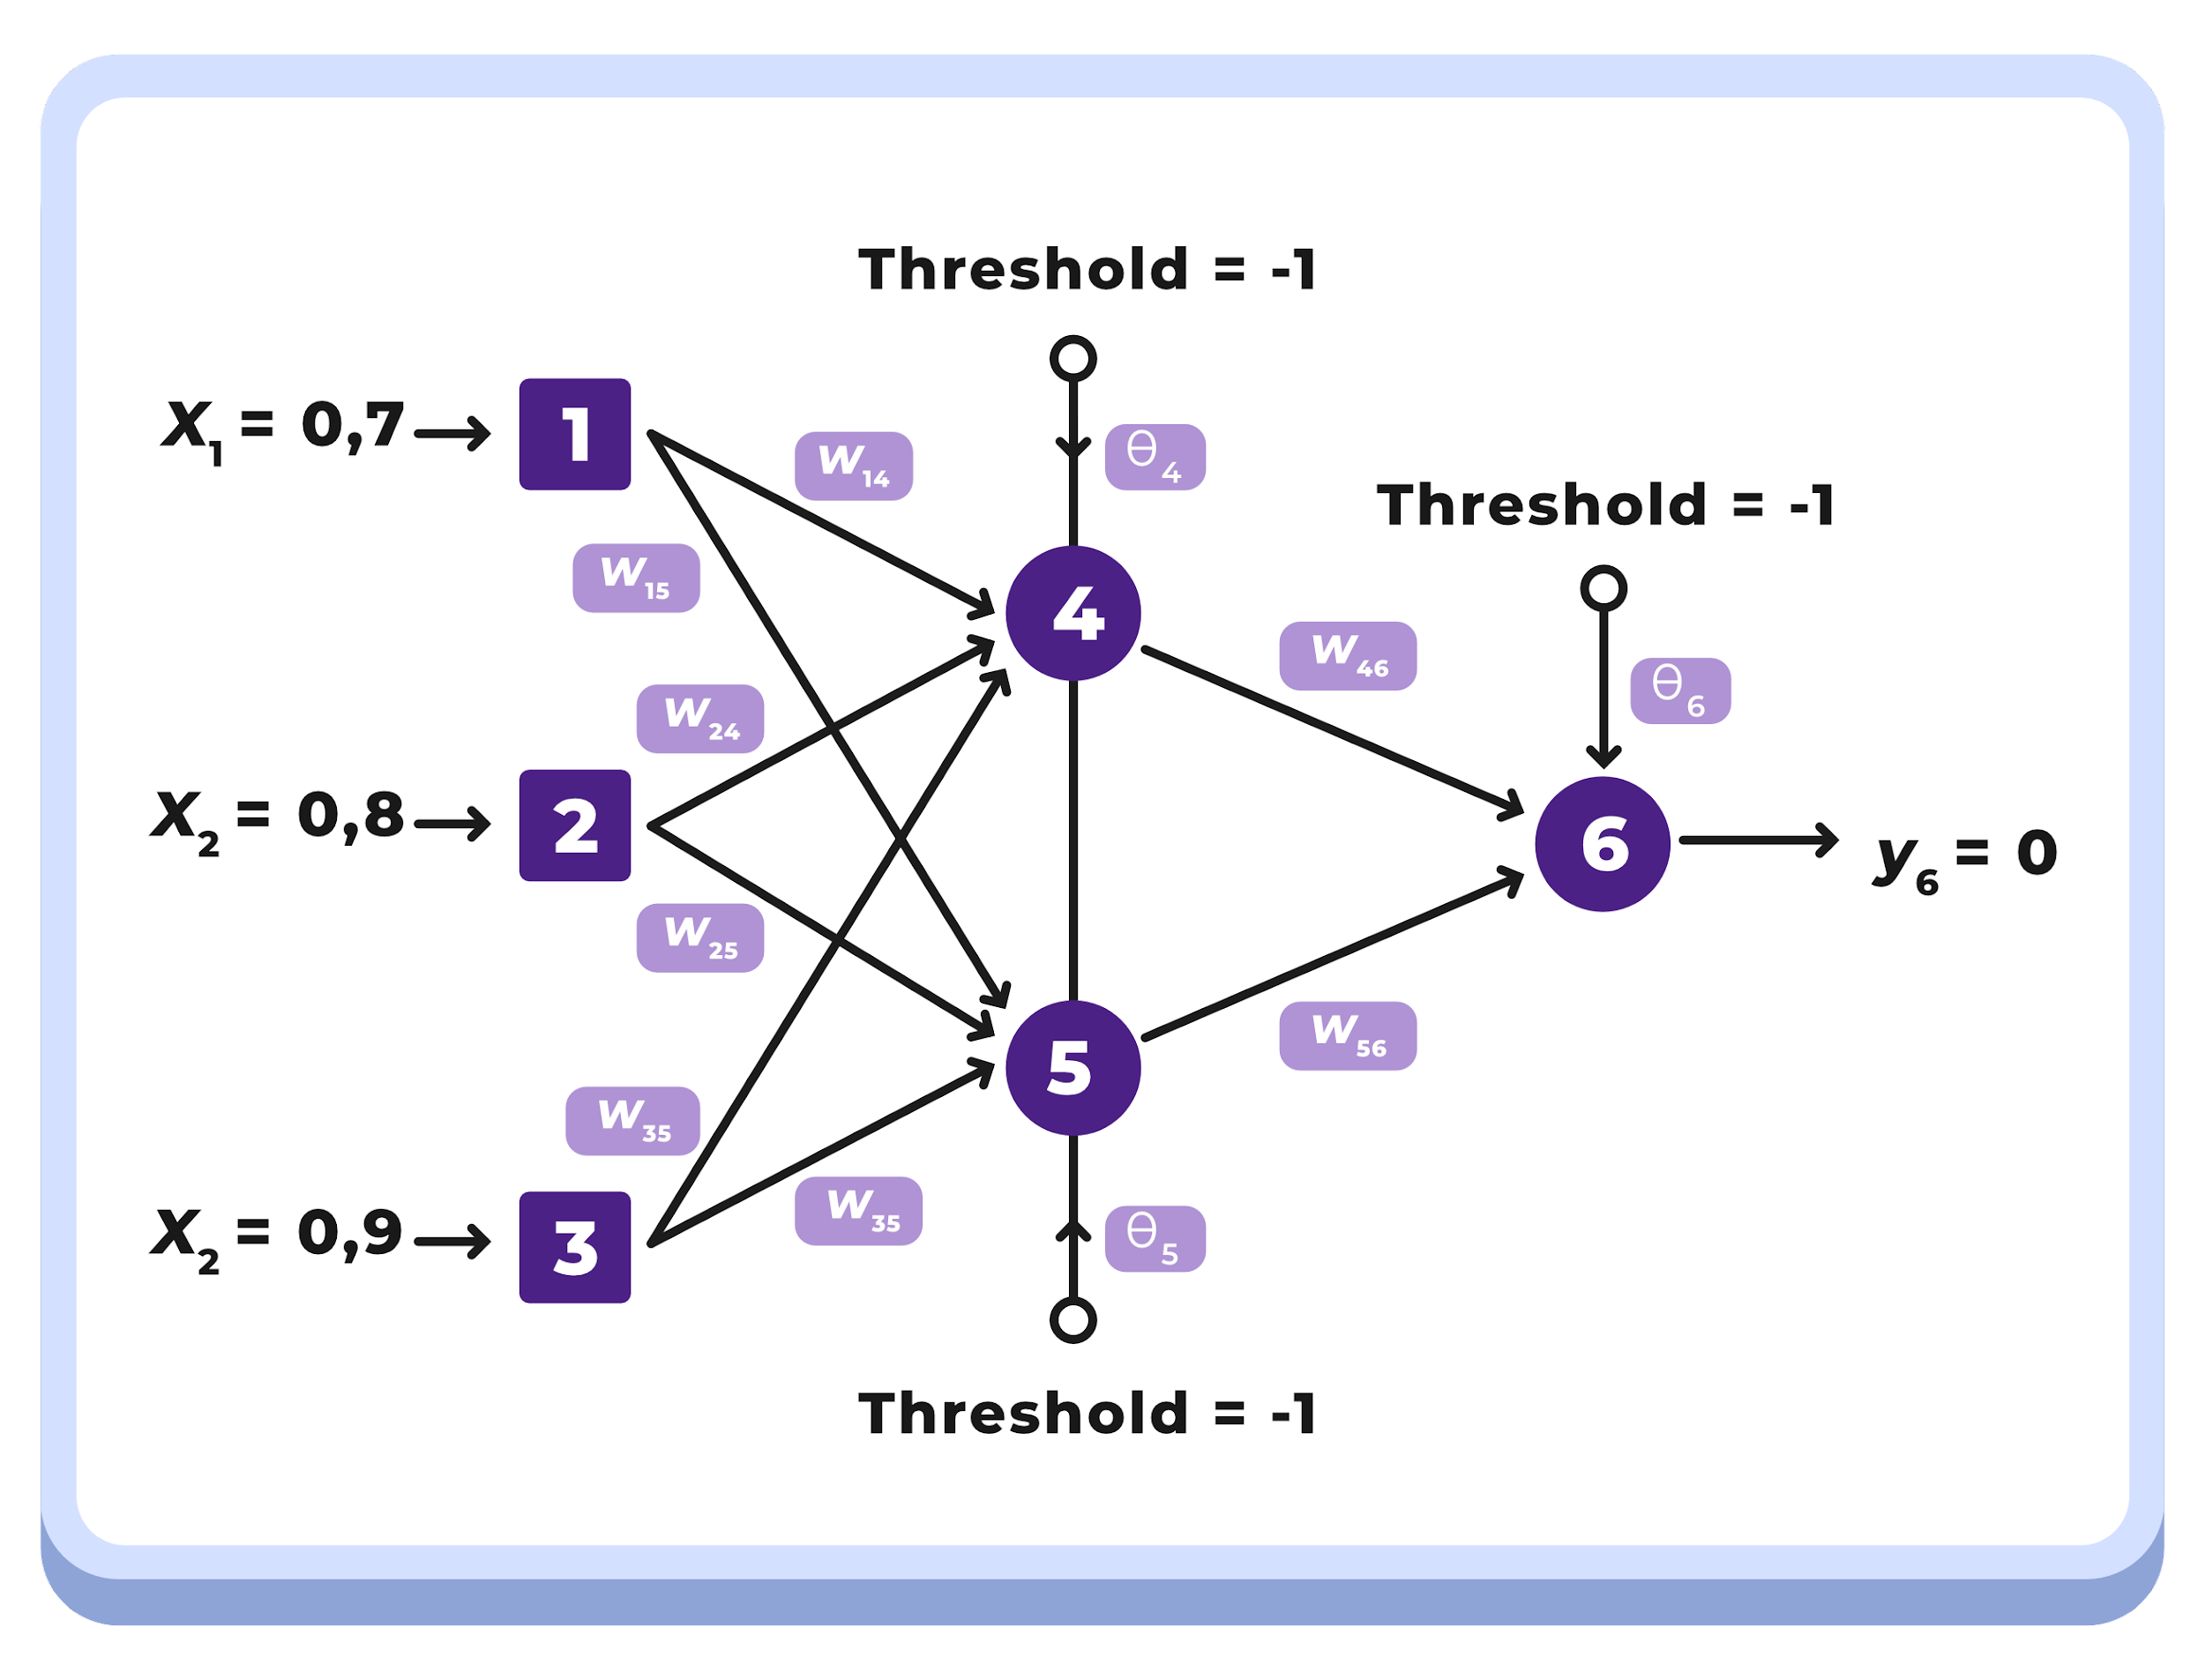 Threshold = -1
X1 = 0,7
1
w14
θ4
Threshold = -1
w15
4
w46
θ6
w24
X2 = 0,8
2
6
y6 = 0
w25
5
w56
w35
X2 = 0,9
3
w35
θ5
Threshold = -1